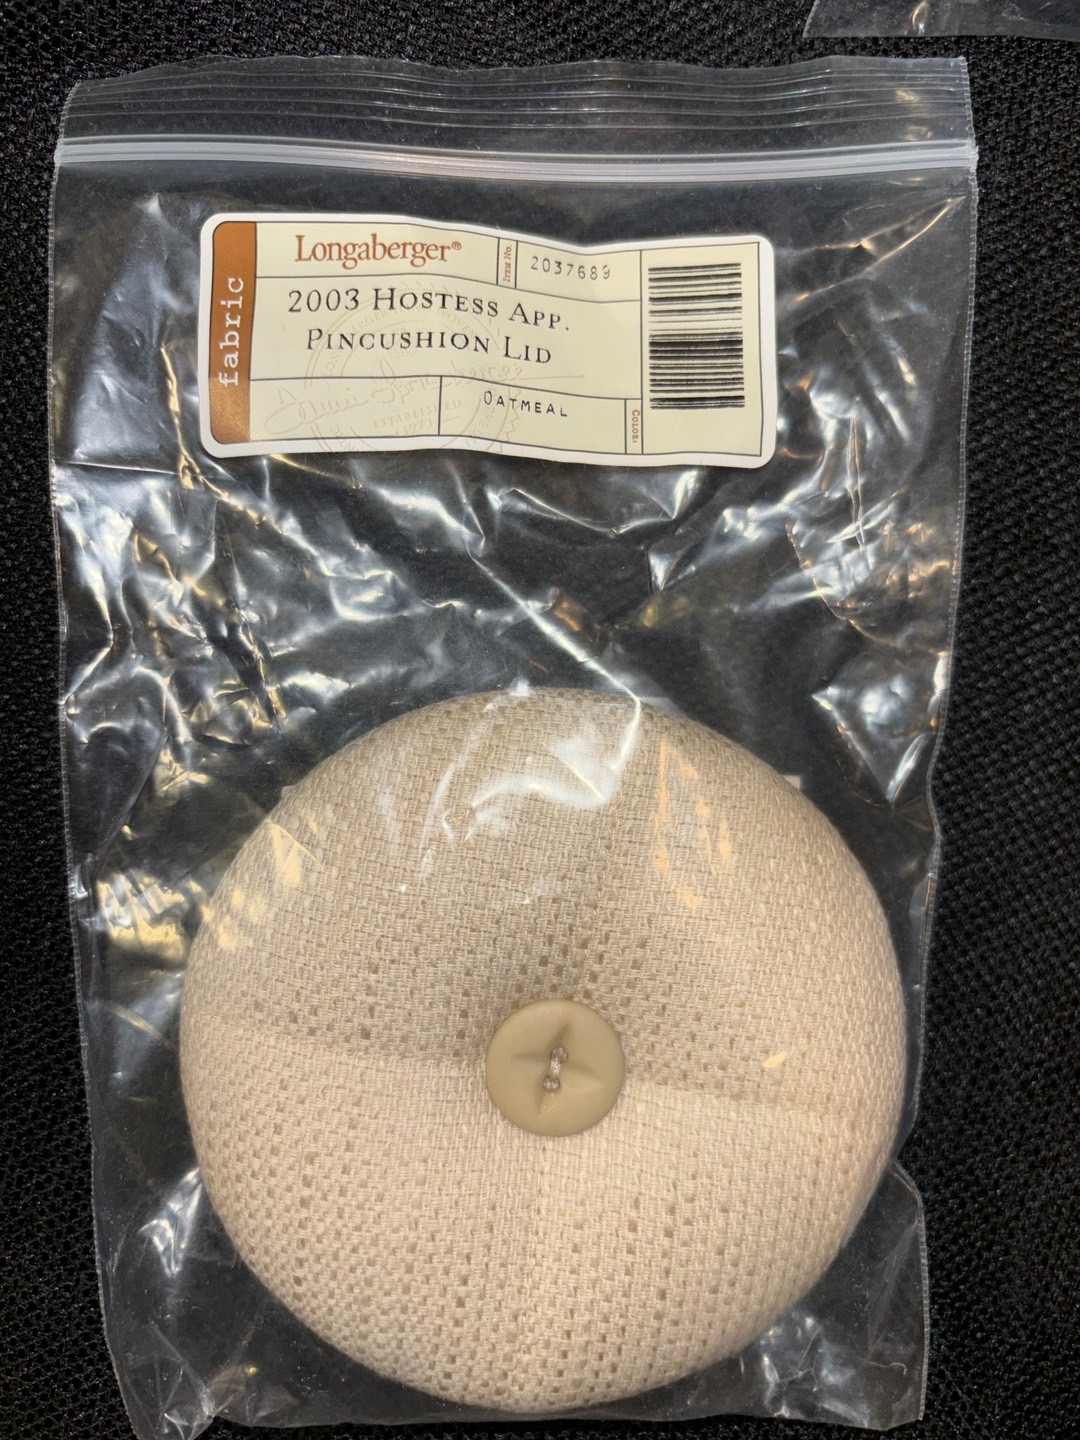 fabric
Longaberger®
Item No.
2037689
2003 HOSTESS APP.
PINCUSHION LID
ESTABLISHED
1973
OATMEAL
COLOR: